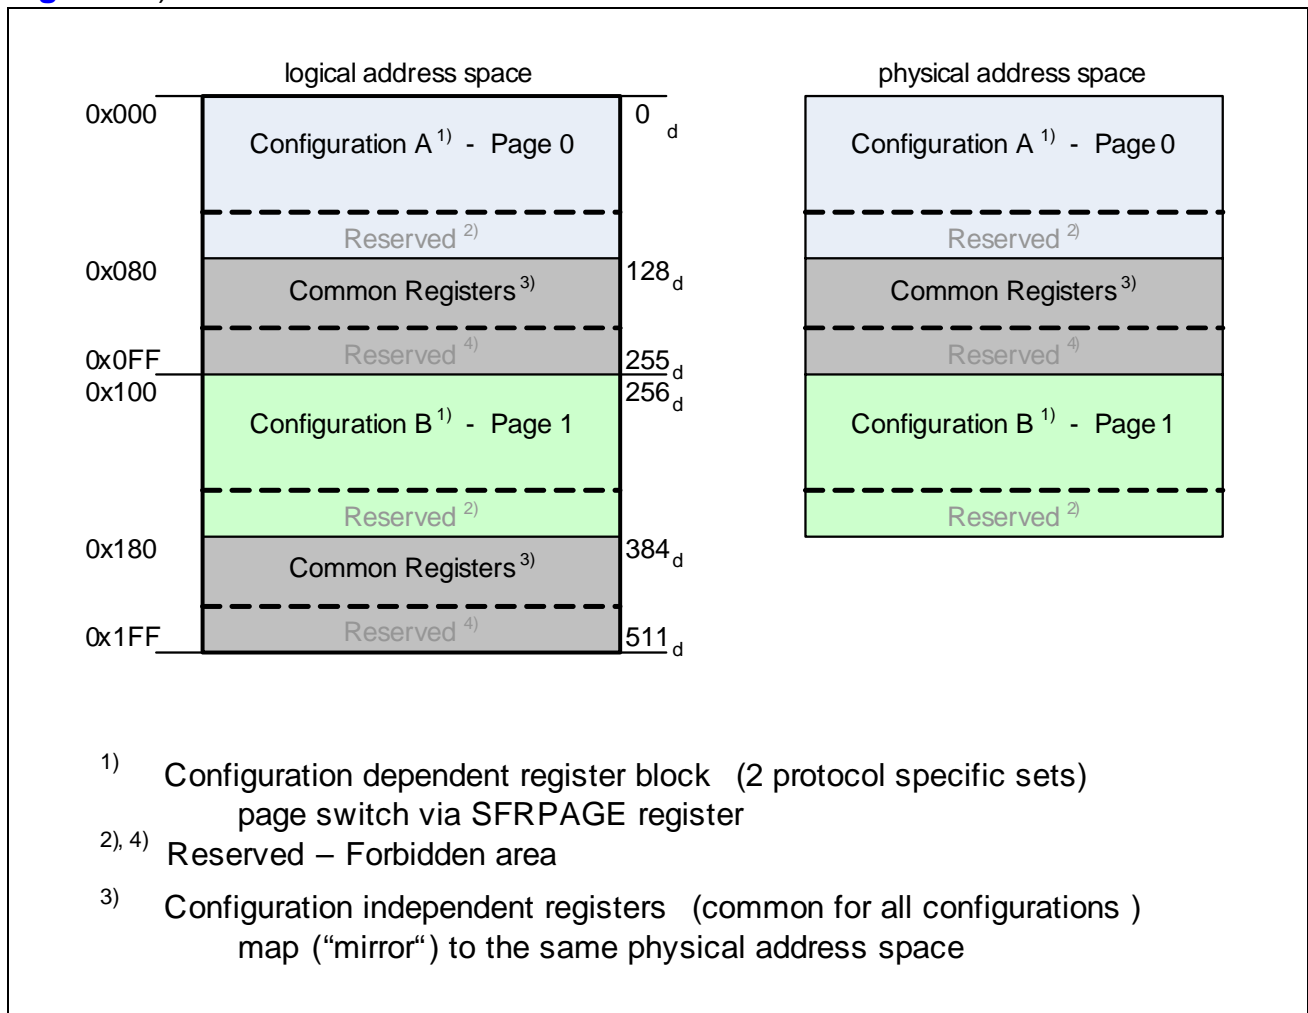 logical address space physical address space
0x000 0 d
Configuration A 1) - Page 0 Configuration A 1) - Page 0
Reserved 2) Reserved 2)
0x080 128 d
Common Registers 3) Common Registers 3)
Reserved 4) Reserved 4)
0x0FF 255 d
0x100 256 d
Configuration B 1) - Page 1 Configuration B 1) - Page 1
Reserved 2) Reserved 2)
0x180 384 d
Common Registers 3)
Reserved 4)
0x1FF 511 d
1) Configuration dependent register block (2 protocol specific sets)
page switch via SFRPAGE register
2), 4) Reserved – Forbidden area
3) Configuration independent registers (common for all configurations )
map (“mirror“) to the same physical address space